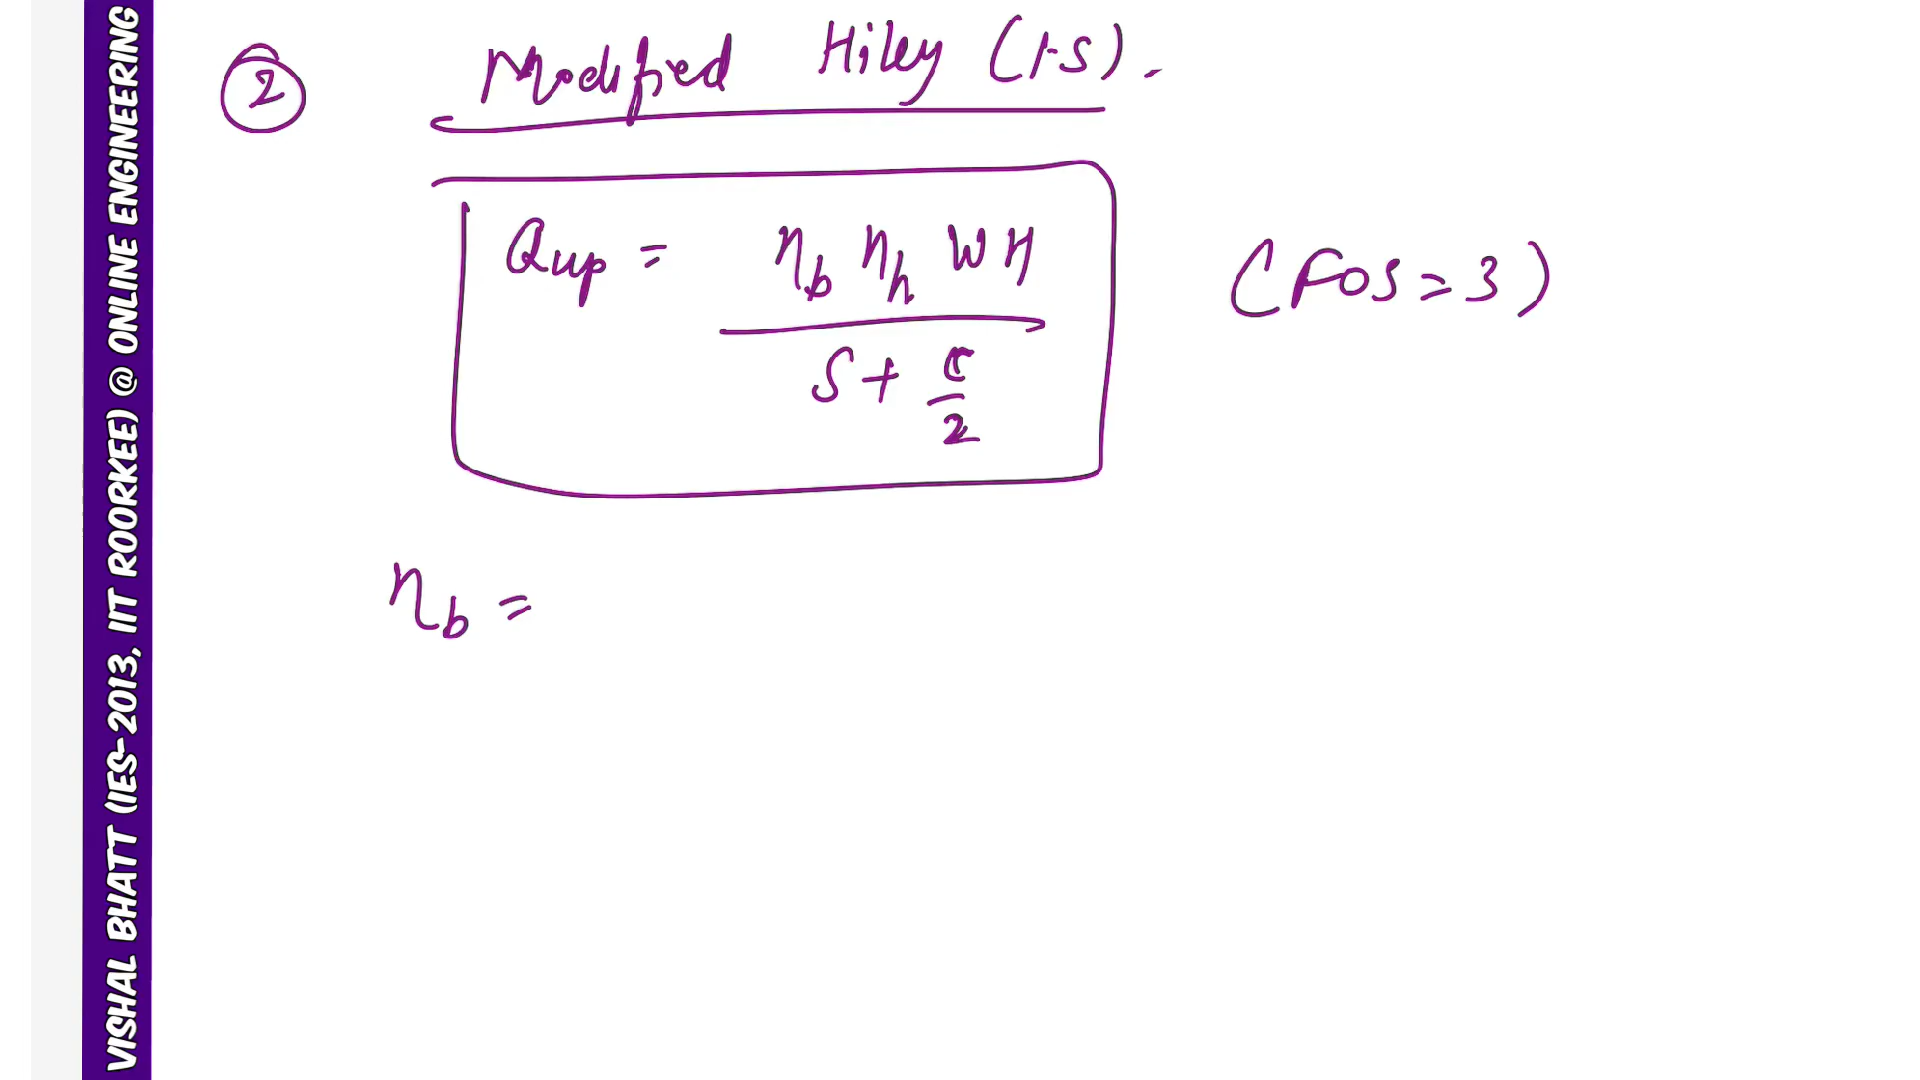 VISHAL BHATT (IES-2013, IIT ROORKEE) @ ONLINE ENGINEERING
② Modified Hiley (I-S).
Qup = ηb ηh W H / (S + C/2) (FOS = 3)
ηb =